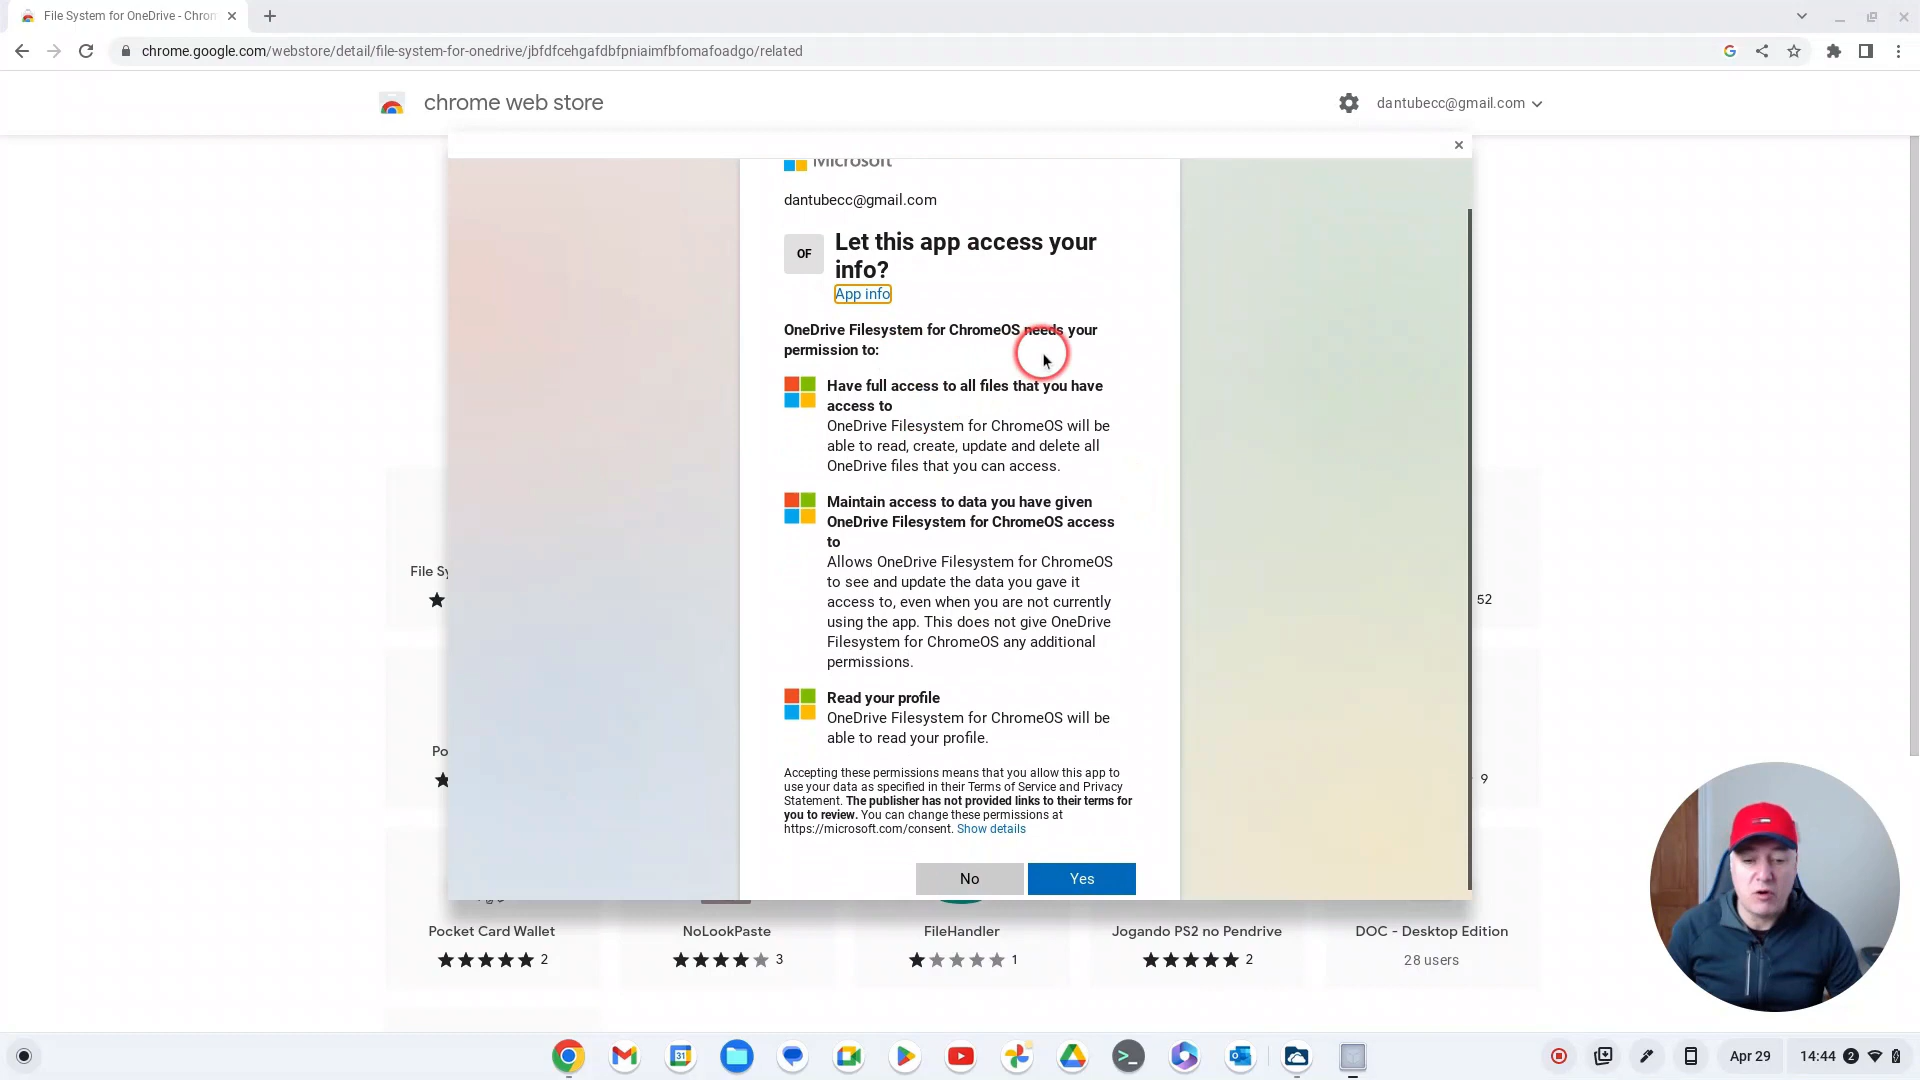 File System for OneDrive - Chrom
chrome.google.com/webstore/detail/file-system-for-onedrive/jbfdfcehgafdbfpniaimfbfomafoadgo/related
chrome web store
dantubecc@gmail.com
Microsoft
dantubecc@gmail.com
OF
Let this app access your
info?
App info
OneDrive Filesystem for ChromeOS needs your
permission to:
Have full access to all files that you have
access to
OneDrive Filesystem for ChromeOS will be
able to read, create, update and delete all
OneDrive files that you can access.
Maintain access to data you have given
OneDrive Filesystem for ChromeOS access
to
Allows OneDrive Filesystem for ChromeOS
to see and update the data you gave it
access to, even when you are not currently
using the app. This does not give OneDrive
Filesystem for ChromeOS any additional
permissions.
Read your profile
OneDrive Filesystem for ChromeOS will be
able to read your profile.
Accepting these permissions means that you allow this app to
use your data as specified in their Terms of Service and Privacy
Statement. The publisher has not provided links to their terms for
you to review. You can change these permissions at
https://microsoft.com/consent. Show details
No
Yes
File Sy
52
Po
9
Pocket Card Wallet
2
NoLookPaste
3
FileHandler
1
Jogando PS2 no Pendrive
2
DOC - Desktop Edition
28 users
31
Apr 29
14:44
2